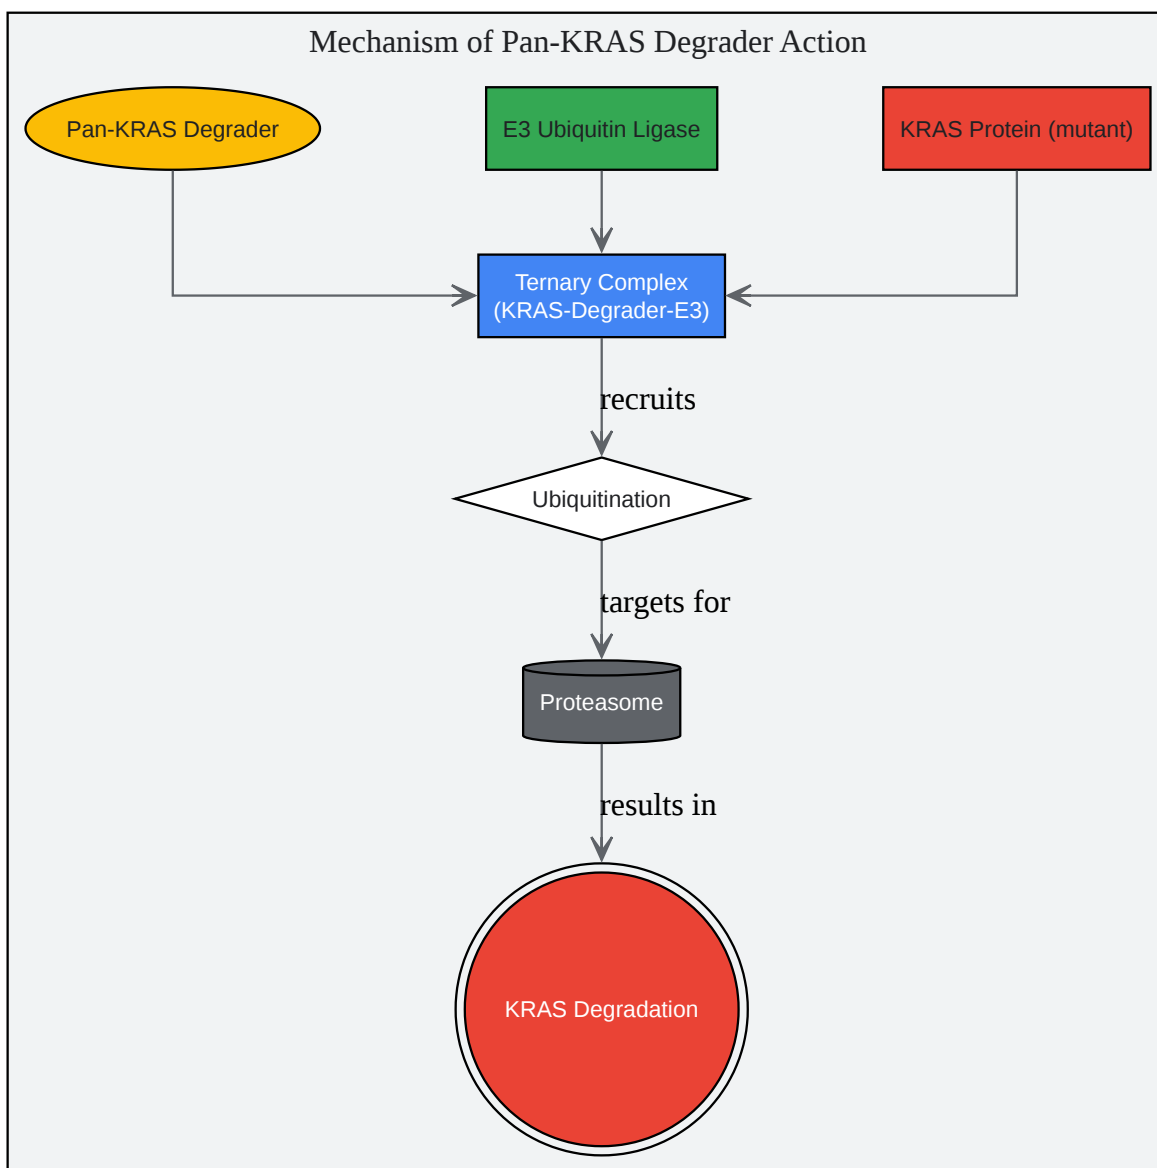 Mechanism of Pan-KRAS Degrader Action
Pan-KRAS Degrader
E3 Ubiquitin Ligase
KRAS Protein (mutant)
Ternary Complex
(KRAS-Degrader-E3)
recruits
Ubiquitination
targets for
Proteasome
results in
KRAS Degradation